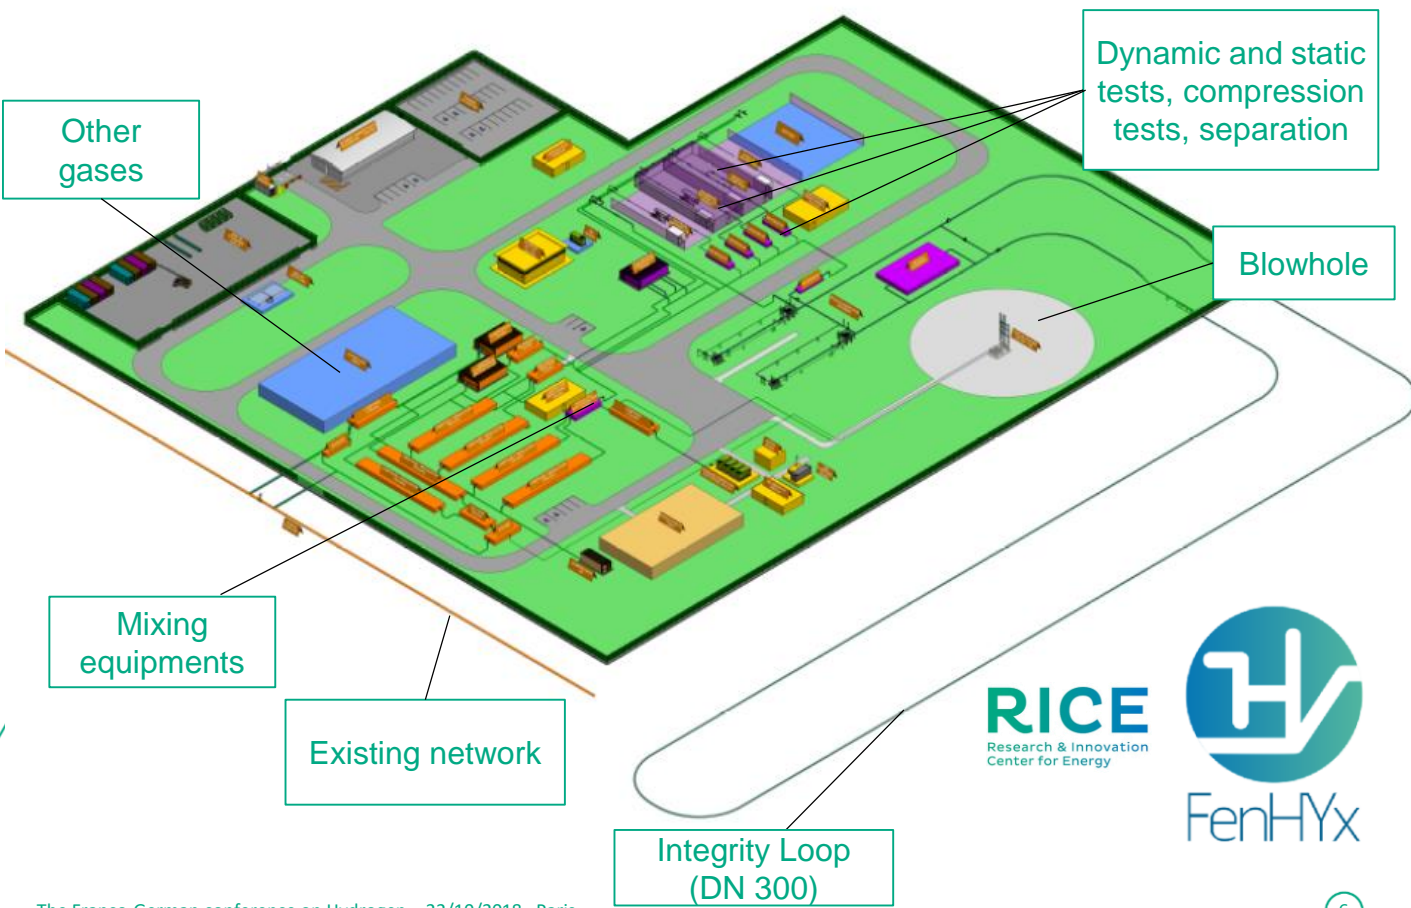 Dynamic and static
tests, compression
tests, separation
Other
gases
Blowhole
Mixing
equipments
Existing network
RICE
Research & Innovation
Center for Energy
FenHYx
Integrity Loop
(DN 300)